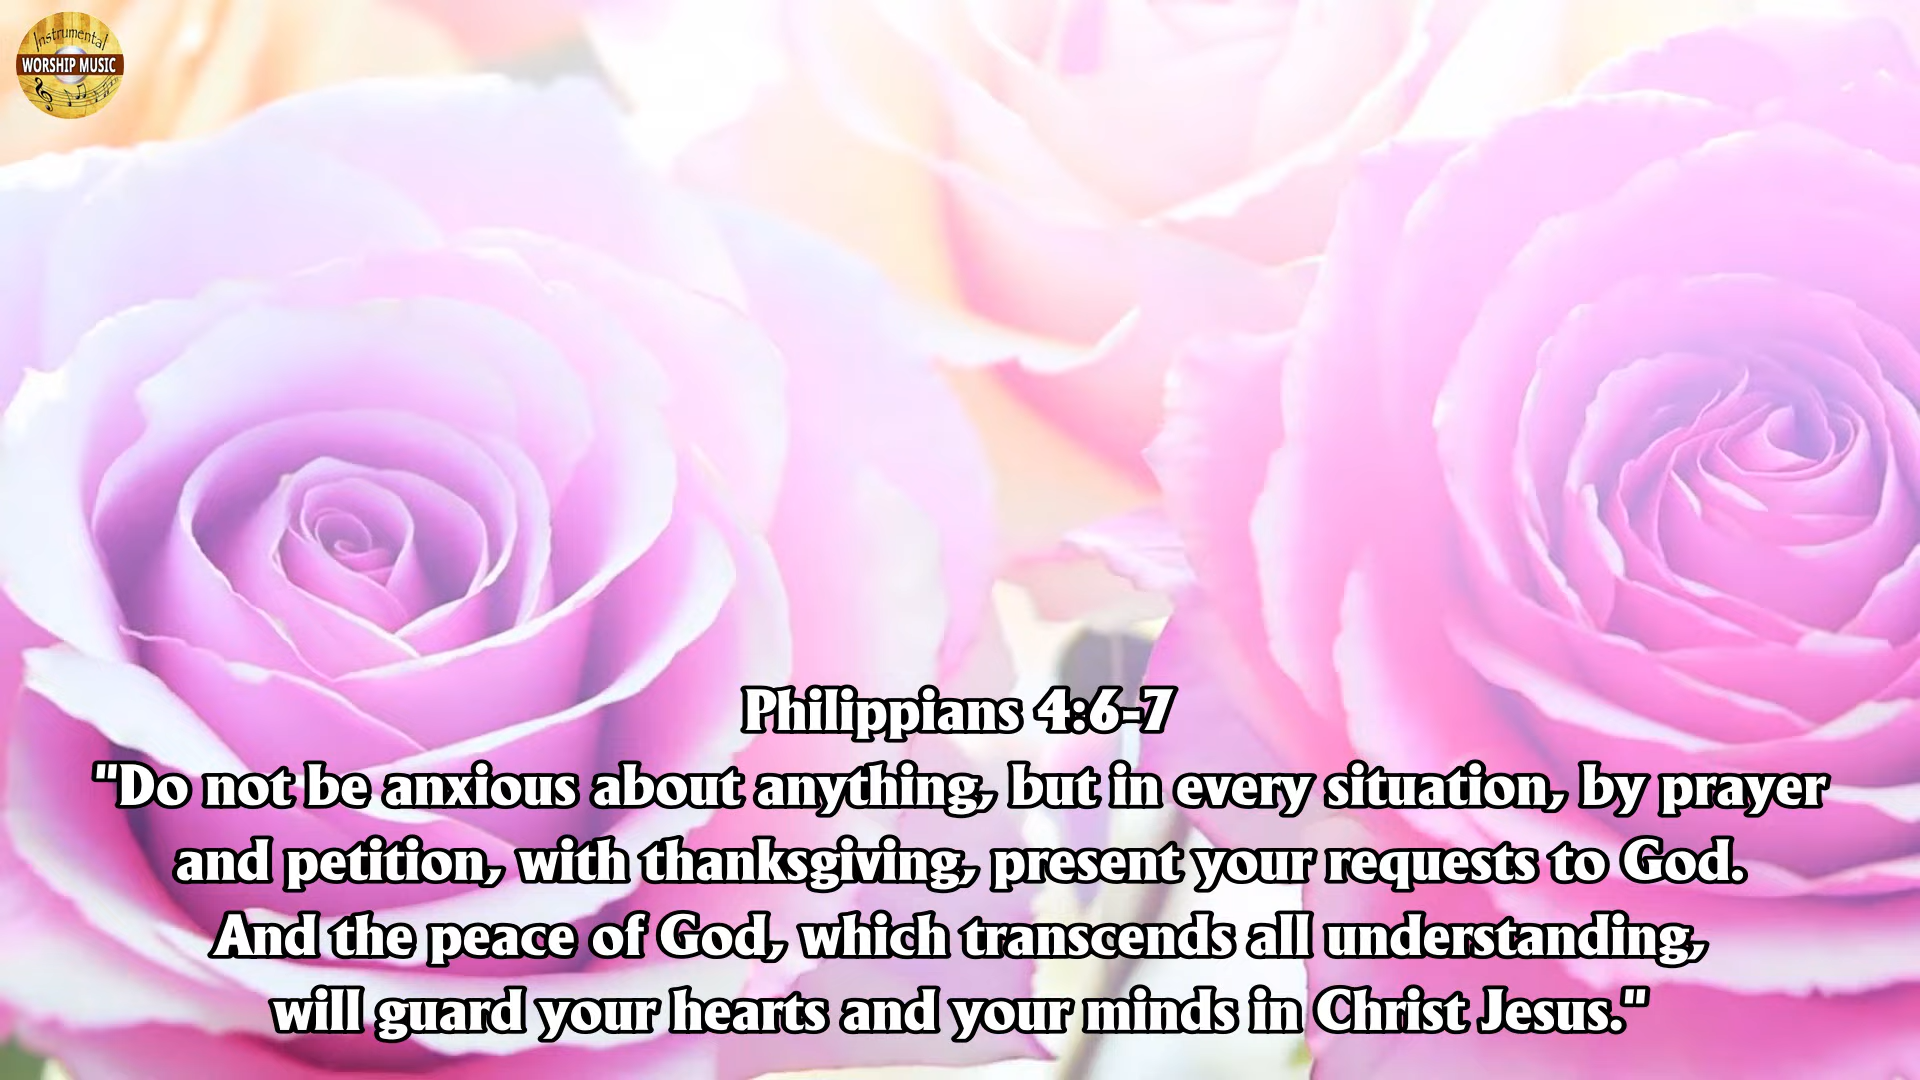 Instrumental
WORSHIP MUSIC
Philippians 4:6-7
"Do not be anxious about anything, but in every situation, by prayer
and petition, with thanksgiving, present your requests to God.
And the peace of God, which transcends all understanding,
will guard your hearts and your minds in Christ Jesus."